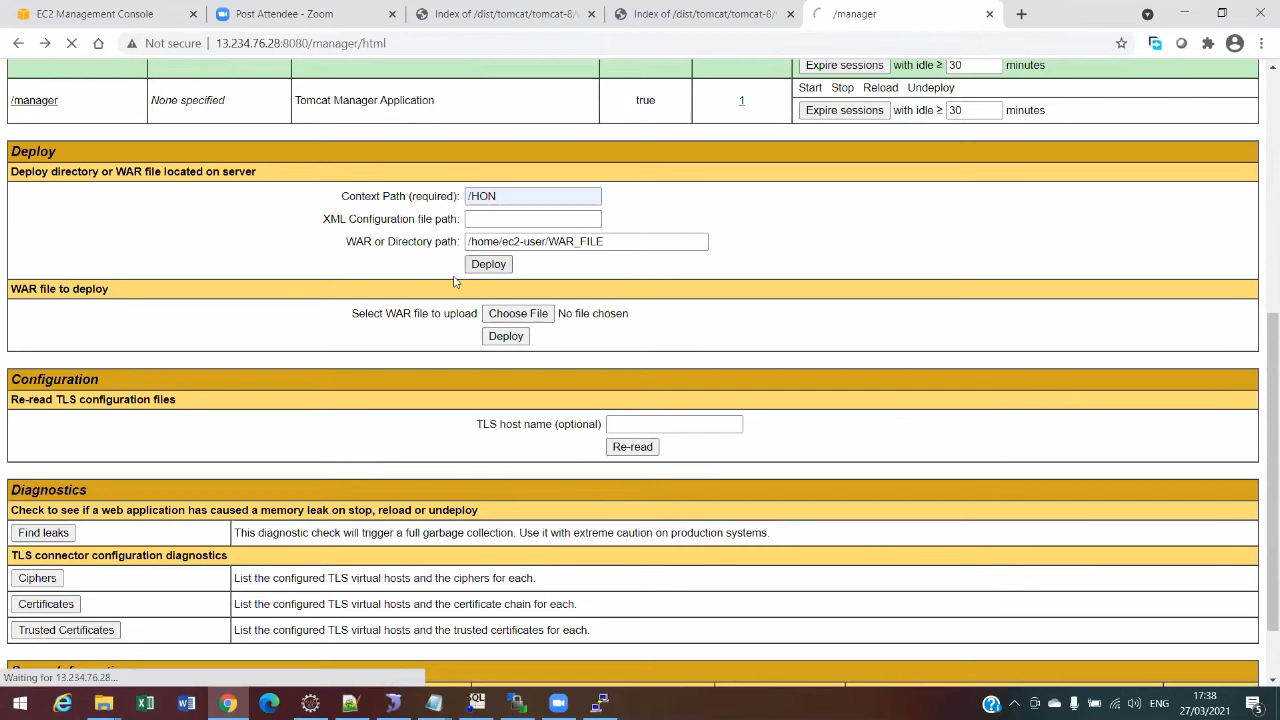 EC2 Management Console
Post Attendee - Zoom
Index of /dist/tomcat/tomcat-8/
Index of /dist/tomcat/tomcat-8/
/manager
Not secure
13.234.76.28:8080/manager/html
Expire sessions with idle ≥ 30 minutes
/manager
None specified
Tomcat Manager Application
true
1
Start Stop Reload Undeploy
Expire sessions with idle ≥ 30 minutes
Deploy
Deploy directory or WAR file located on server
Context Path (required): /HON
XML Configuration file path:
WAR or Directory path: /home/ec2-user/WAR_FILE
Deploy
WAR file to deploy
Select WAR file to upload Choose File No file chosen
Deploy
Configuration
Re-read TLS configuration files
TLS host name (optional)
Re-read
Diagnostics
Check to see if a web application has caused a memory leak on stop, reload or undeploy
Find leaks This diagnostic check will trigger a full garbage collection. Use it with extreme caution on production systems.
TLS connector configuration diagnostics
Ciphers List the configured TLS virtual hosts and the ciphers for each.
Certificates List the configured TLS virtual hosts and the certificate chain for each.
Trusted Certificates List the configured TLS virtual hosts and the trusted certificates for each.
Waiting for 13.234.76.28...
ENG
17:38
27/03/2021
5